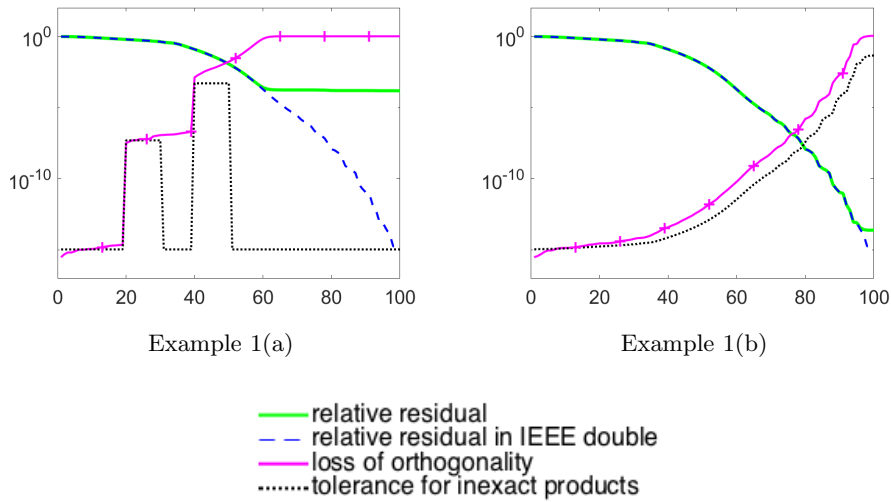 10^0
10^-10
0 20 40 60 80 100
Example 1(a)
10^0
10^-10
0 20 40 60 80 100
Example 1(b)
relative residual
relative residual in IEEE double
loss of orthogonality
tolerance for inexact products